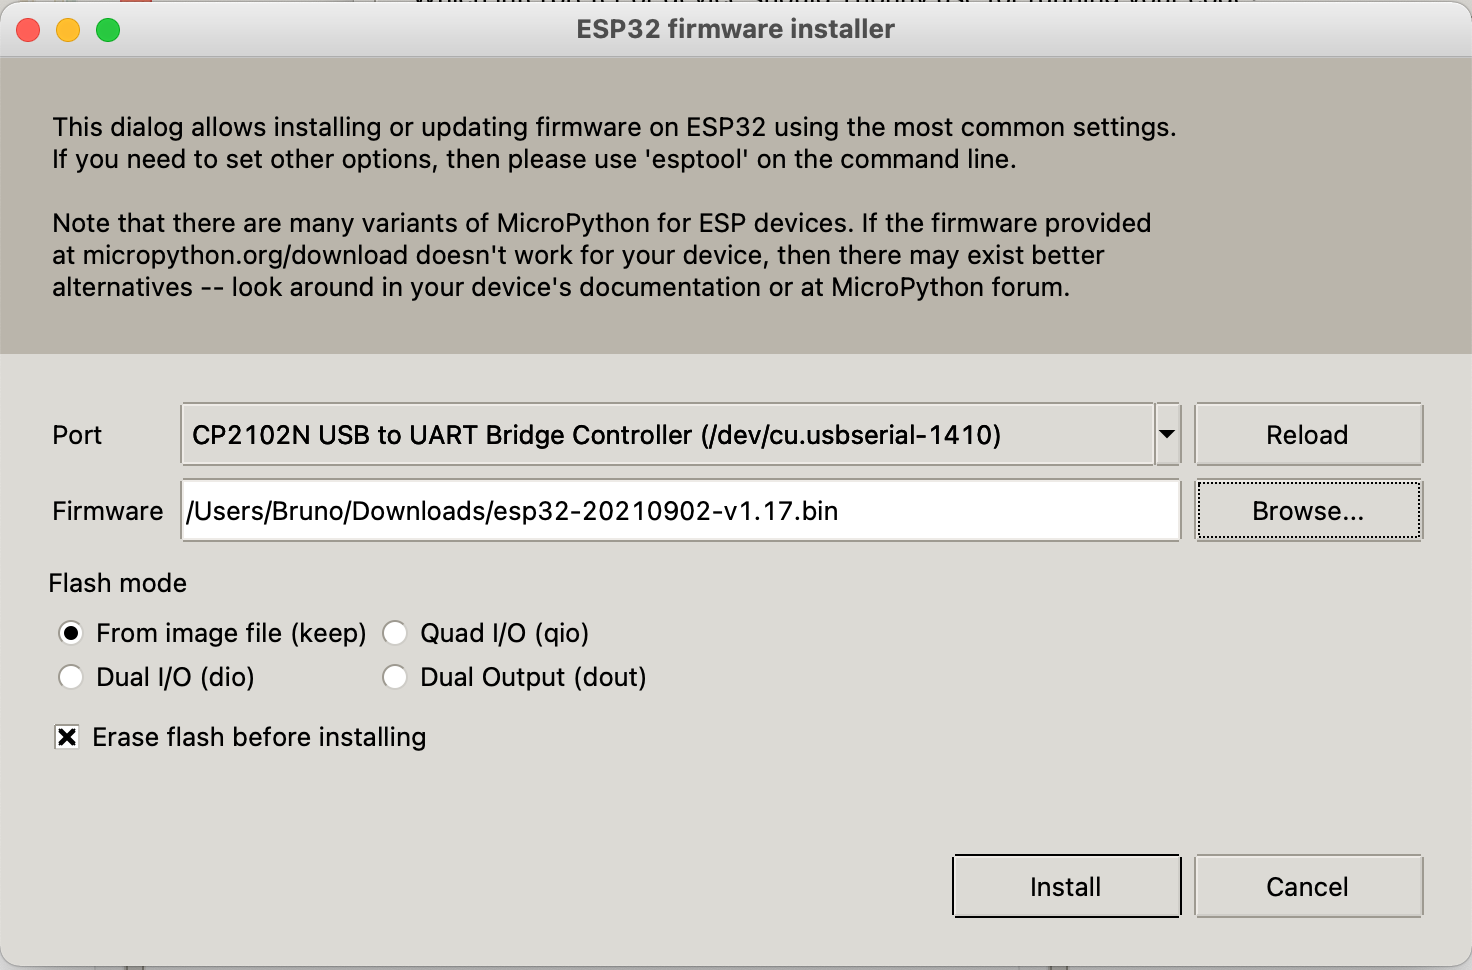 ESP32 firmware installer
This dialog allows installing or updating firmware on ESP32 using the most common settings.
If you need to set other options, then please use 'esptool' on the command line.
Note that there are many variants of MicroPython for ESP devices. If the firmware provided
at micropython.org/download doesn't work for your device, then there may exist better
alternatives -- look around in your device's documentation or at MicroPython forum.
Port CP2102N USB to UART Bridge Controller (/dev/cu.usbserial-1410) Reload
Firmware /Users/Bruno/Downloads/esp32-20210902-v1.17.bin Browse...
Flash mode
From image file (keep) Quad I/O (qio)
Dual I/O (dio) Dual Output (dout)
Erase flash before installing
Install Cancel